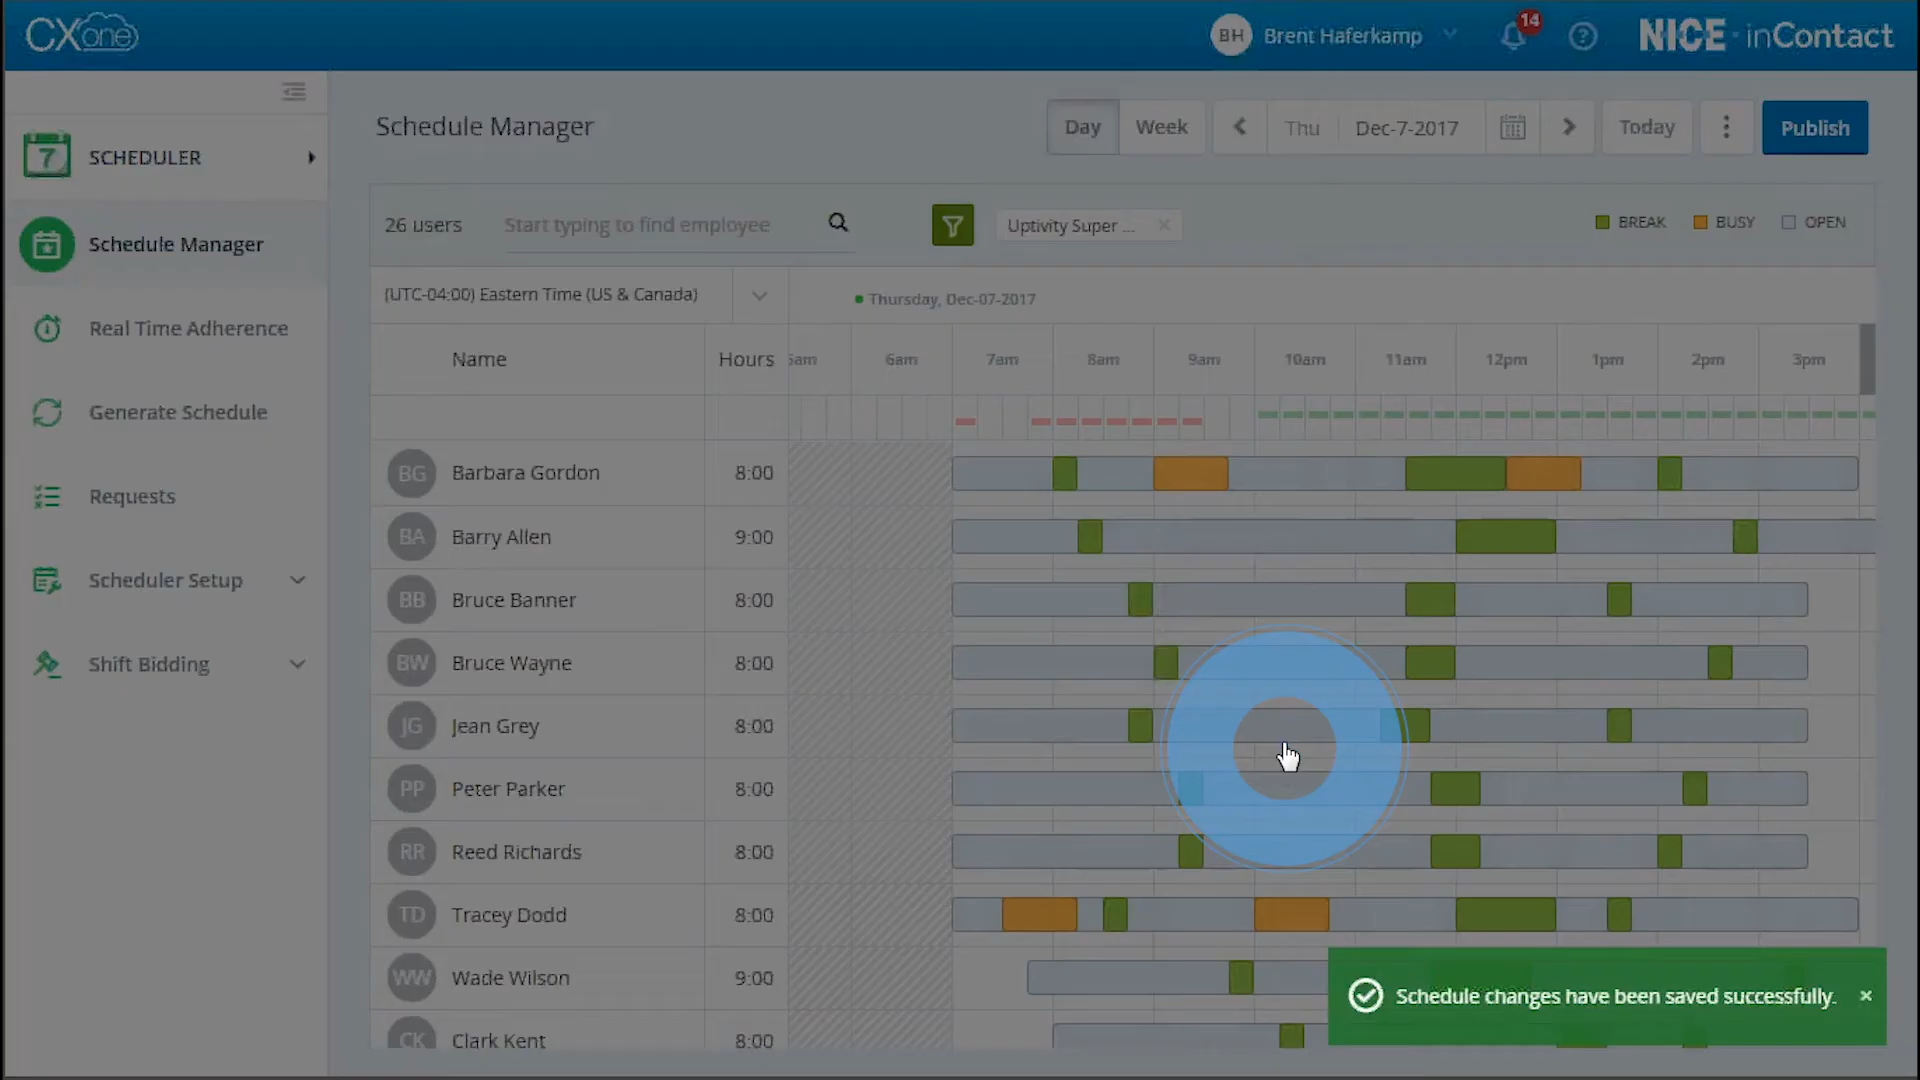 CXone
BH Brent Haferkamp 14 ? NICE inContact
SCHEDULER
7
Schedule Manager
Real Time Adherence
Generate Schedule
Requests
Scheduler Setup
Shift Bidding
Schedule Manager
Day Week Thu Dec-7-2017 Today Publish
26 users Start typing to find employee Uptivity Super ... × BREAK BUSY OPEN
(UTC-04:00) Eastern Time (US & Canada) Thursday, Dec-07-2017
Name Hours 5am 6am 7am 8am 9am 10am 11am 12pm 1pm 2pm 3pm
BG Barbara Gordon 8:00
BA Barry Allen 9:00
BB Bruce Banner 8:00
BW Bruce Wayne 8:00
JG Jean Grey 8:00
PP Peter Parker 8:00
RR Reed Richards 8:00
TD Tracey Dodd 8:00
WW Wade Wilson 9:00
CK Clark Kent 8:00
Schedule changes have been saved successfully. ×